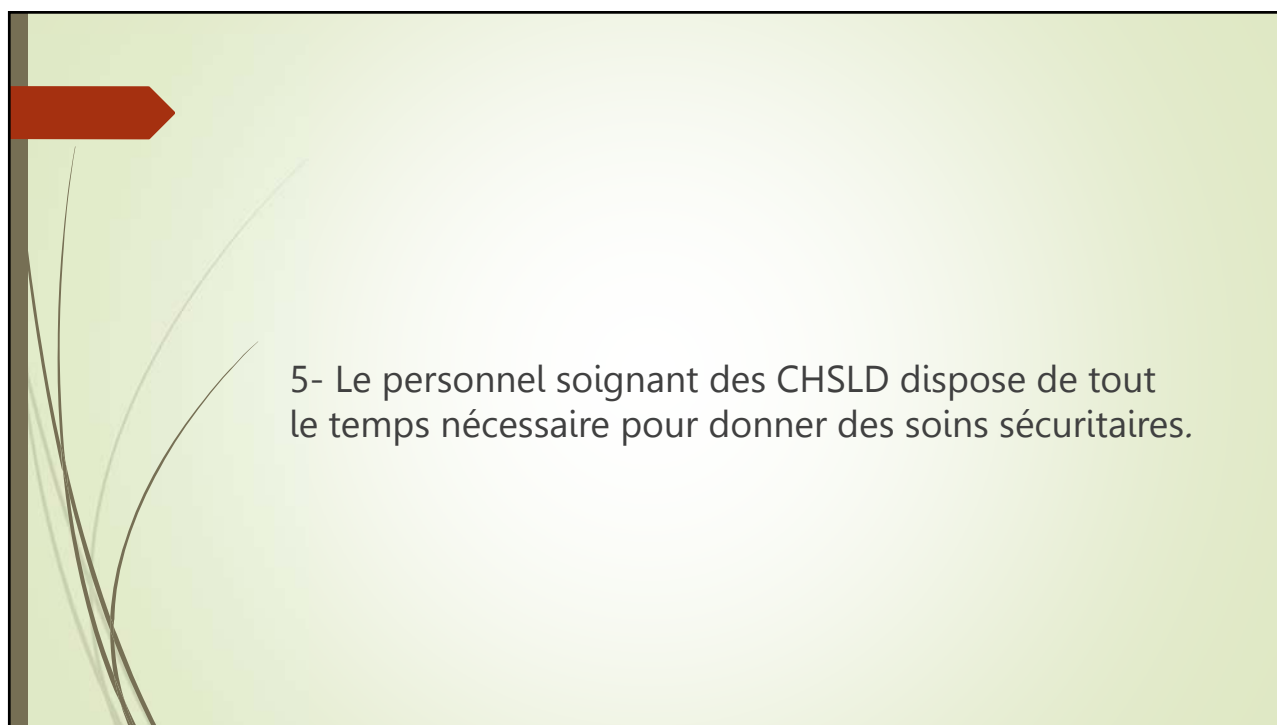 5- Le personnel soignant des CHSLD dispose de tout
le temps nécessaire pour donner des soins sécuritaires.